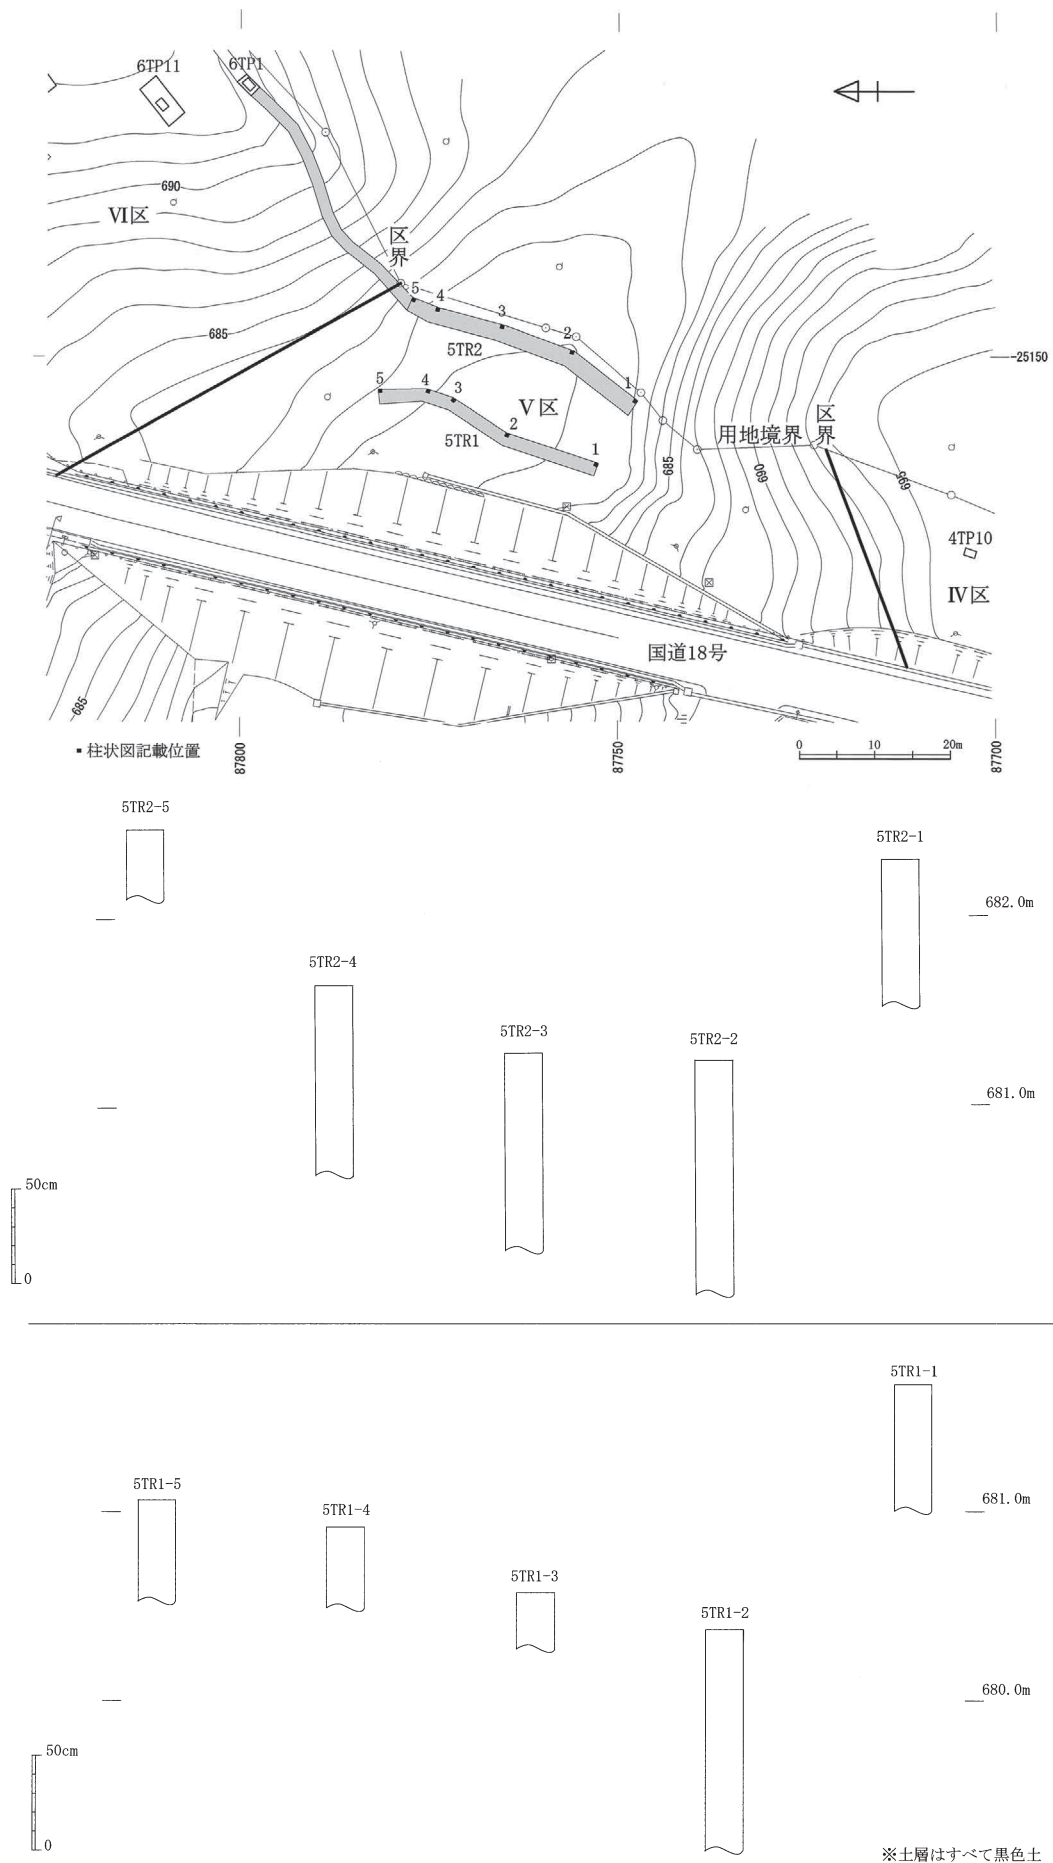 6TP11
6TP1
690
Ⅵ区
区界
685
5
4
3
2
1
5TR2
-25150
5
4
3
2
1
Ⅴ区
5TR1
用地境界
区界
685
690
695
4TP10
Ⅳ区
国道18号
685
▪柱状図記載位置
87800
87750
87700
0 10 20m
5TR2-5
5TR2-1
682.0m
5TR2-4
5TR2-3
5TR2-2
681.0m
50cm
0
5TR1-1
5TR1-5
681.0m
5TR1-4
5TR1-3
5TR1-2
680.0m
50cm
0
※土層はすべて黒色土